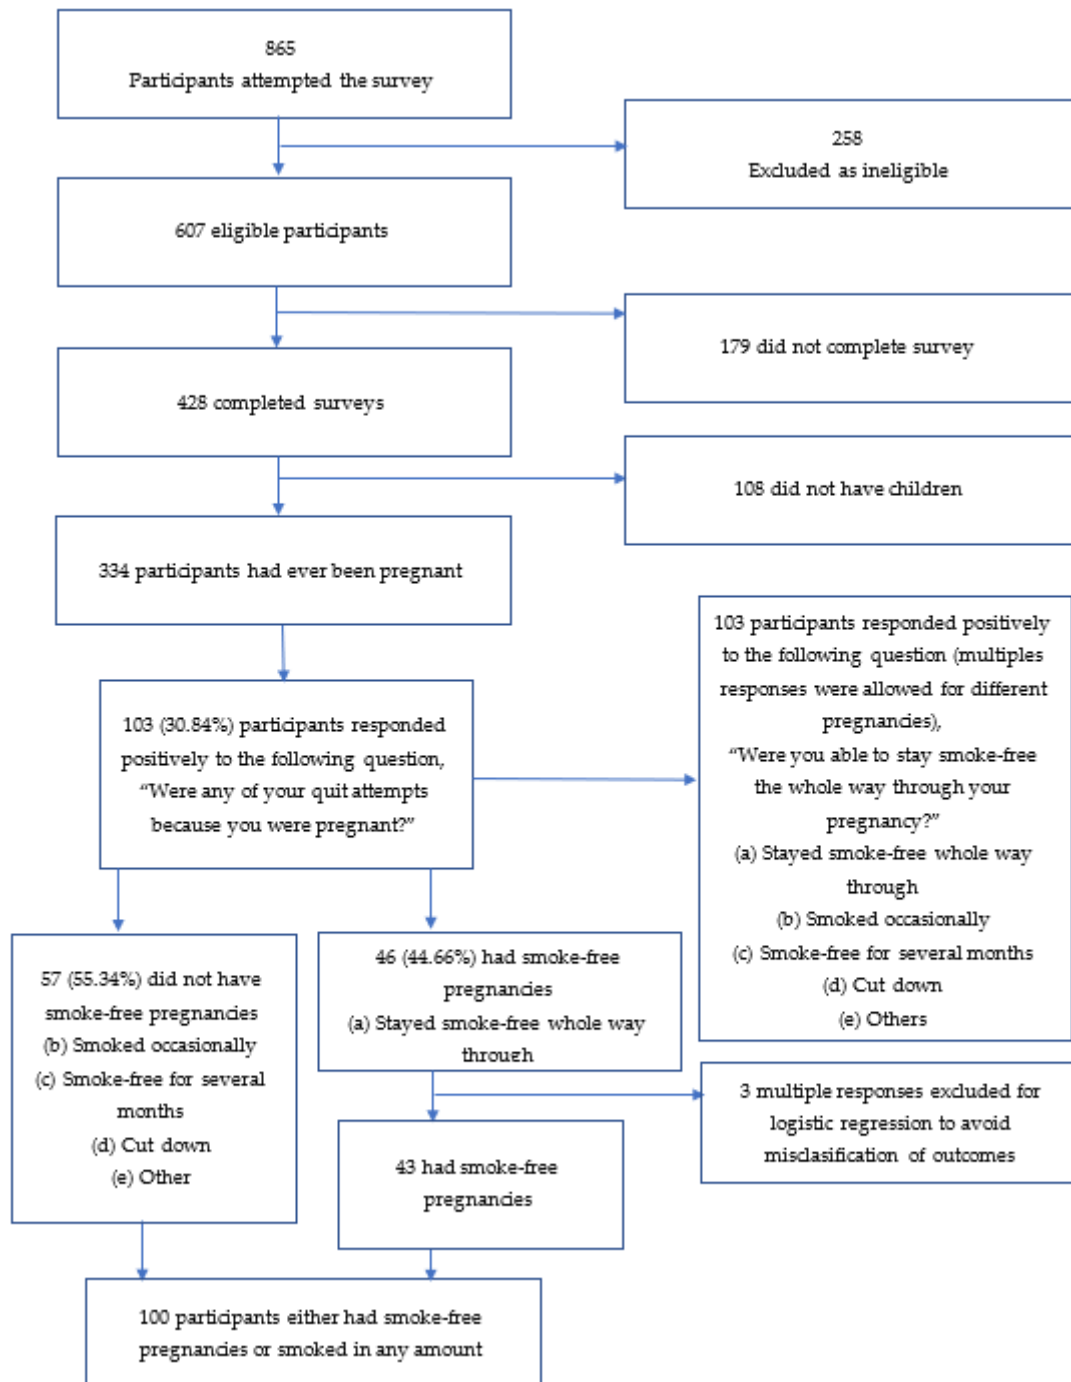 865
Participants attempted the survey
258
Excluded as ineligible
607 eligible participants
179 did not complete survey
428 completed surveys
108 did not have children
334 participants had ever been pregnant
103 participants responded positively
to the following question (multiples
responses were allowed for different
pregnancies),
“Were you able to stay smoke-free
the whole way through your
pregnancy?”
(a) Stayed smoke-free whole way
through
(b) Smoked occasionally
(c) Smoke-free for several months
(d) Cut down
(e) Others
103 (30.84%) participants responded
positively to the following question,
“Were any of your quit attempts
because you were pregnant?”
57 (55.34%) did not have
smoke-free pregnancies
(b) Smoked occasionally
(c) Smoke-free for several
months
(d) Cut down
(e) Other
46 (44.66%) had smoke-free
pregnancies
(a) Stayed smoke-free whole way
through
3 multiple responses excluded for
logistic regression to avoid
misclasification of outcomes
43 had smoke-free
pregnancies
100 participants either had smoke-free
pregnancies or smoked in any amount